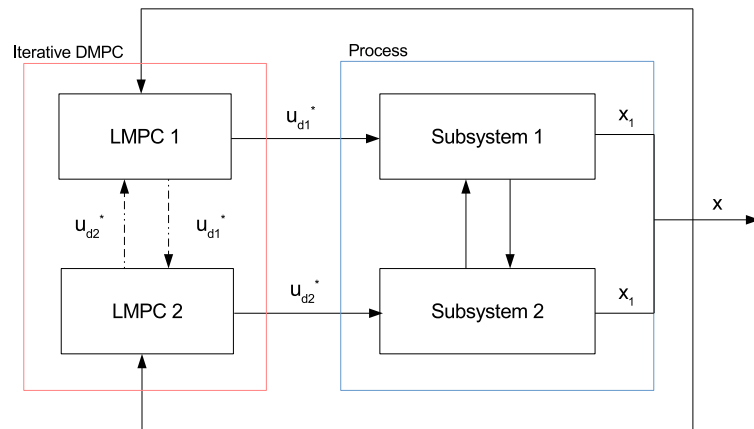 Iterative DMPC
Process
LMPC 1
u_d1*
Subsystem 1
x_1
u_d2*
u_d1*
x
LMPC 2
u_d2*
Subsystem 2
x_1